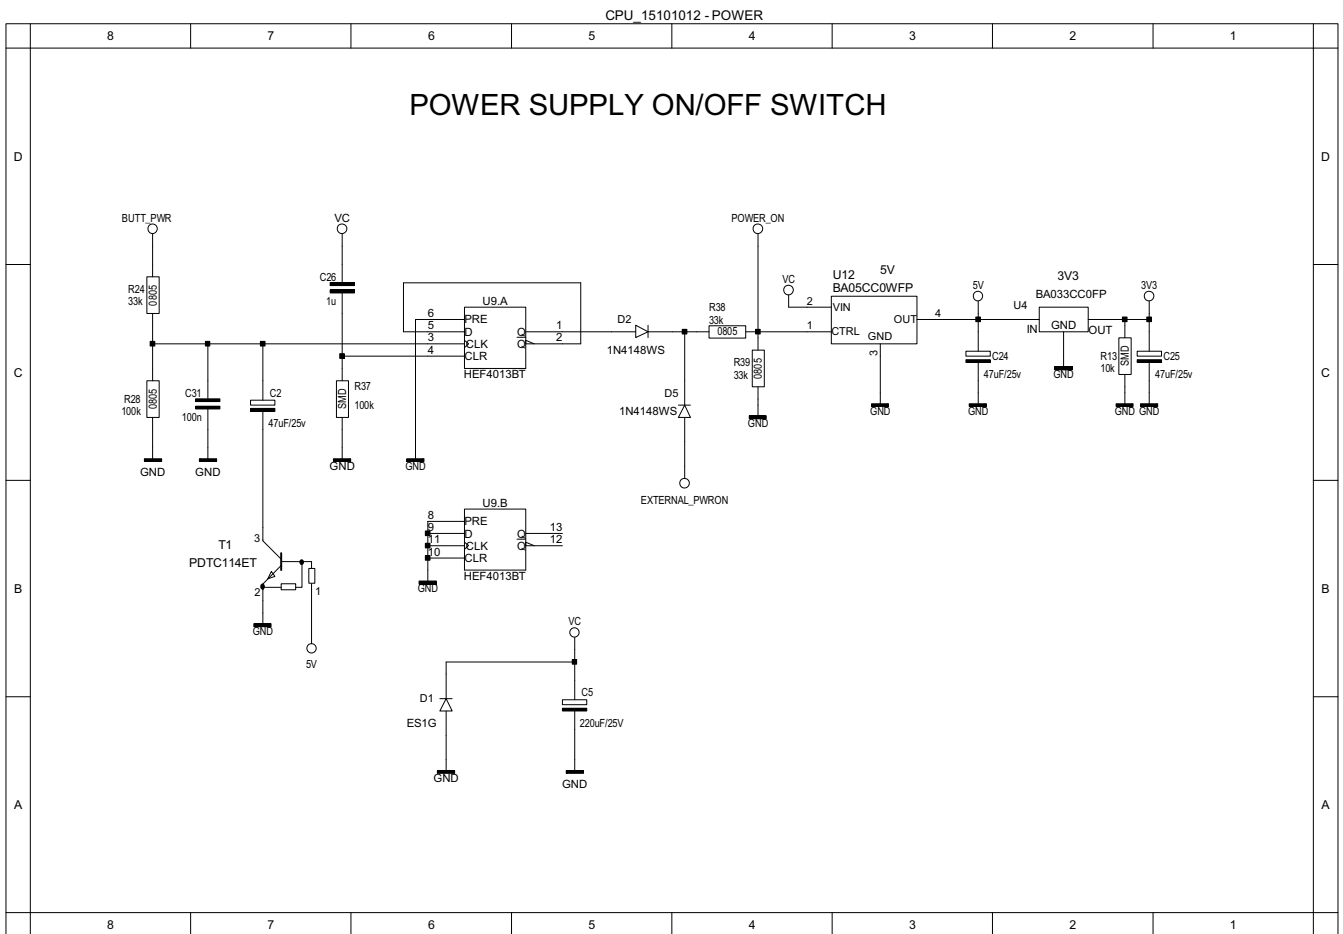 CPU_15101012 - POWER
8 7 6 5 4 3 2 1
POWER SUPPLY ON/OFF SWITCH
D D
BUTT_PWR
VC
POWER_ON
R24
33k
0805
C26
1u
U9.A
6 PRE
5 D Q 1
3 CLK Q 2
4 CLR
HEF4013BT
D2
1N4148WS
R38
33k
0805
VC
U12 5V
BA05CC0WFP
2 VIN
1 CTRL
OUT 4
GND
3
GND
5V
C24
47uF/25v
GND
3V3
BA033CC0FP
U4
IN GND OUT
GND
3V3
R13
10k
SMD
GND
C25
47uF/25v
GND
C C
R28
100k
0805
GND
C31
100n
GND
C2
47uF/25v
R37
100k
SMD
GND
GND
R39
33k
0805
GND
D5
1N4148WS
EXTERNAL_PWRON
U9.B
8 PRE
9 D Q 13
11 CLK Q 12
10 CLR
HEF4013BT
GND
T1
PDTC114ET
3
2
1
GND
5V
B B
VC
D1
ES1G
GND
C5
220uF/25V
GND
A A
8 7 6 5 4 3 2 1